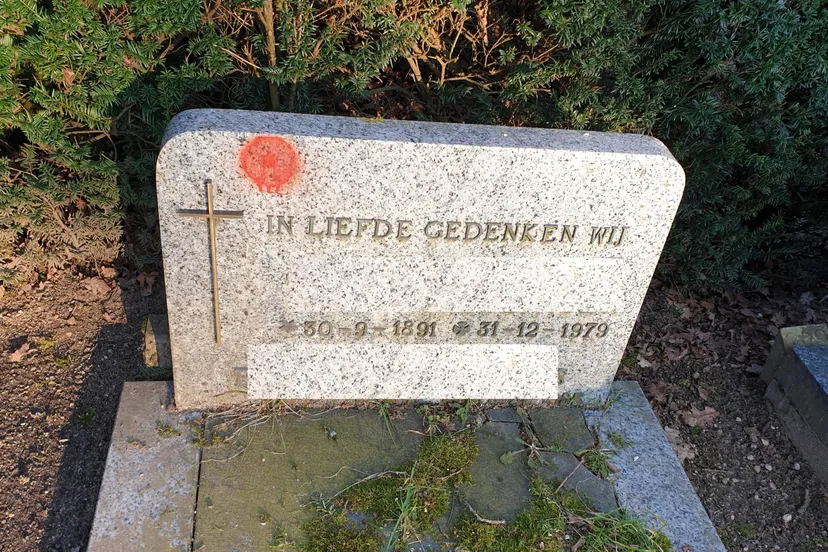 IN LIEFDE GEDENKEN WIJ
* 30-9-1891 ✠ 31-12-1979